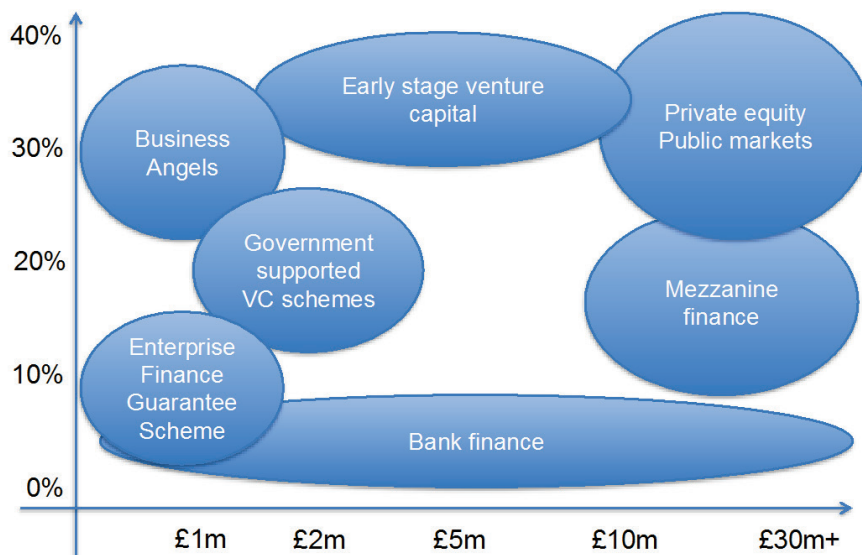 40%
Early stage venture
capital
Business
Angels
Private equity
Public markets
30%
20%
Government
supported
VC schemes
Mezzanine
finance
10%
Enterprise
Finance
Guarantee
Scheme
Bank finance
0%
£1m
£2m
£5m
£10m
£30m+